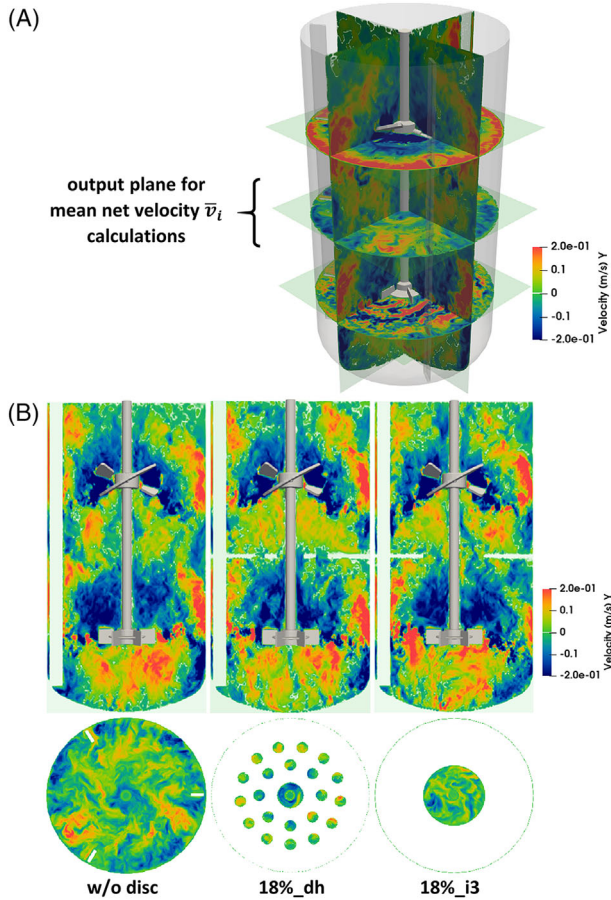 (A)
output plane for
mean net velocity v̅ᵢ
calculations
2.0e-01
0.1
0
-0.1
-2.0e-01
Velocity (m/s) Y
(B)
2.0e-01
0.1
0
-0.1
-2.0e-01
Velocity (m/s) Y
w/o disc
18%_dh
18%_i3